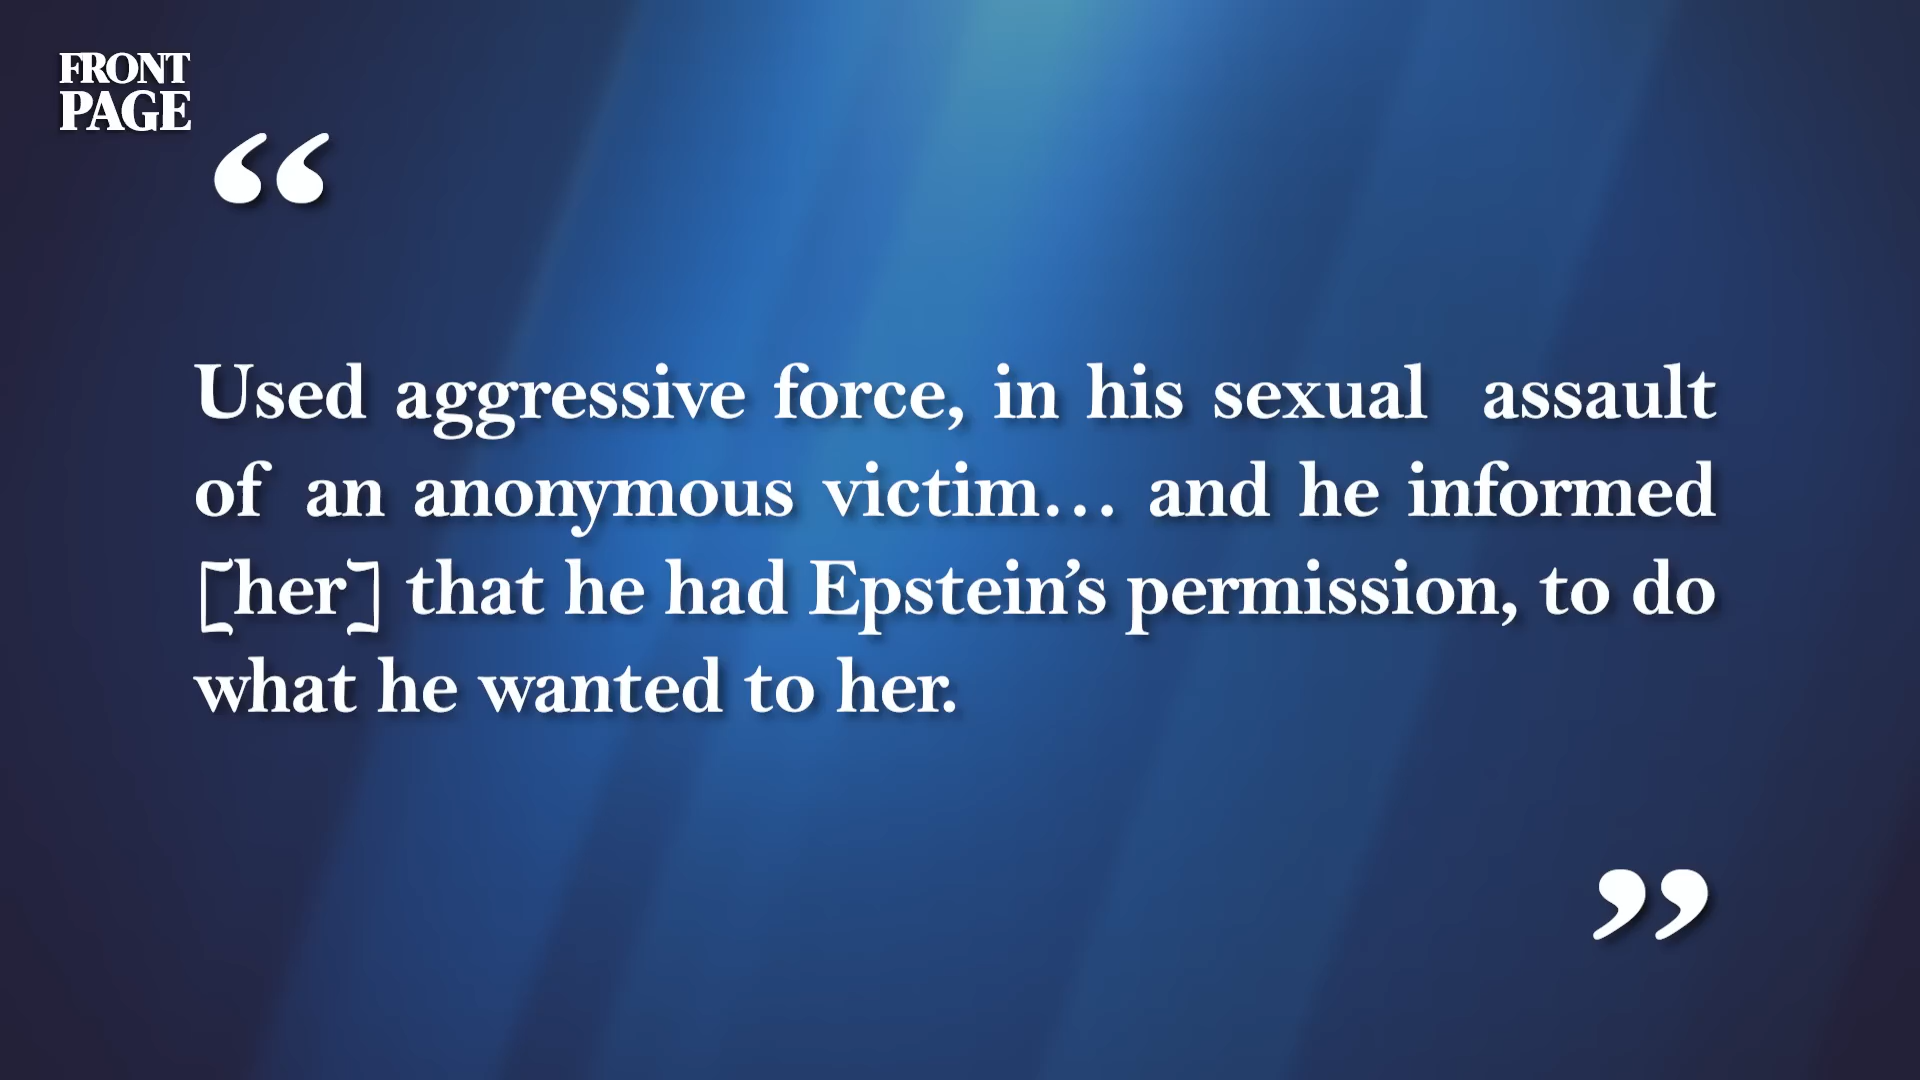 FRONT
PAGE
“
Used aggressive force, in his sexual assault
of an anonymous victim… and he informed
[her] that he had Epstein’s permission, to do
what he wanted to her.
”